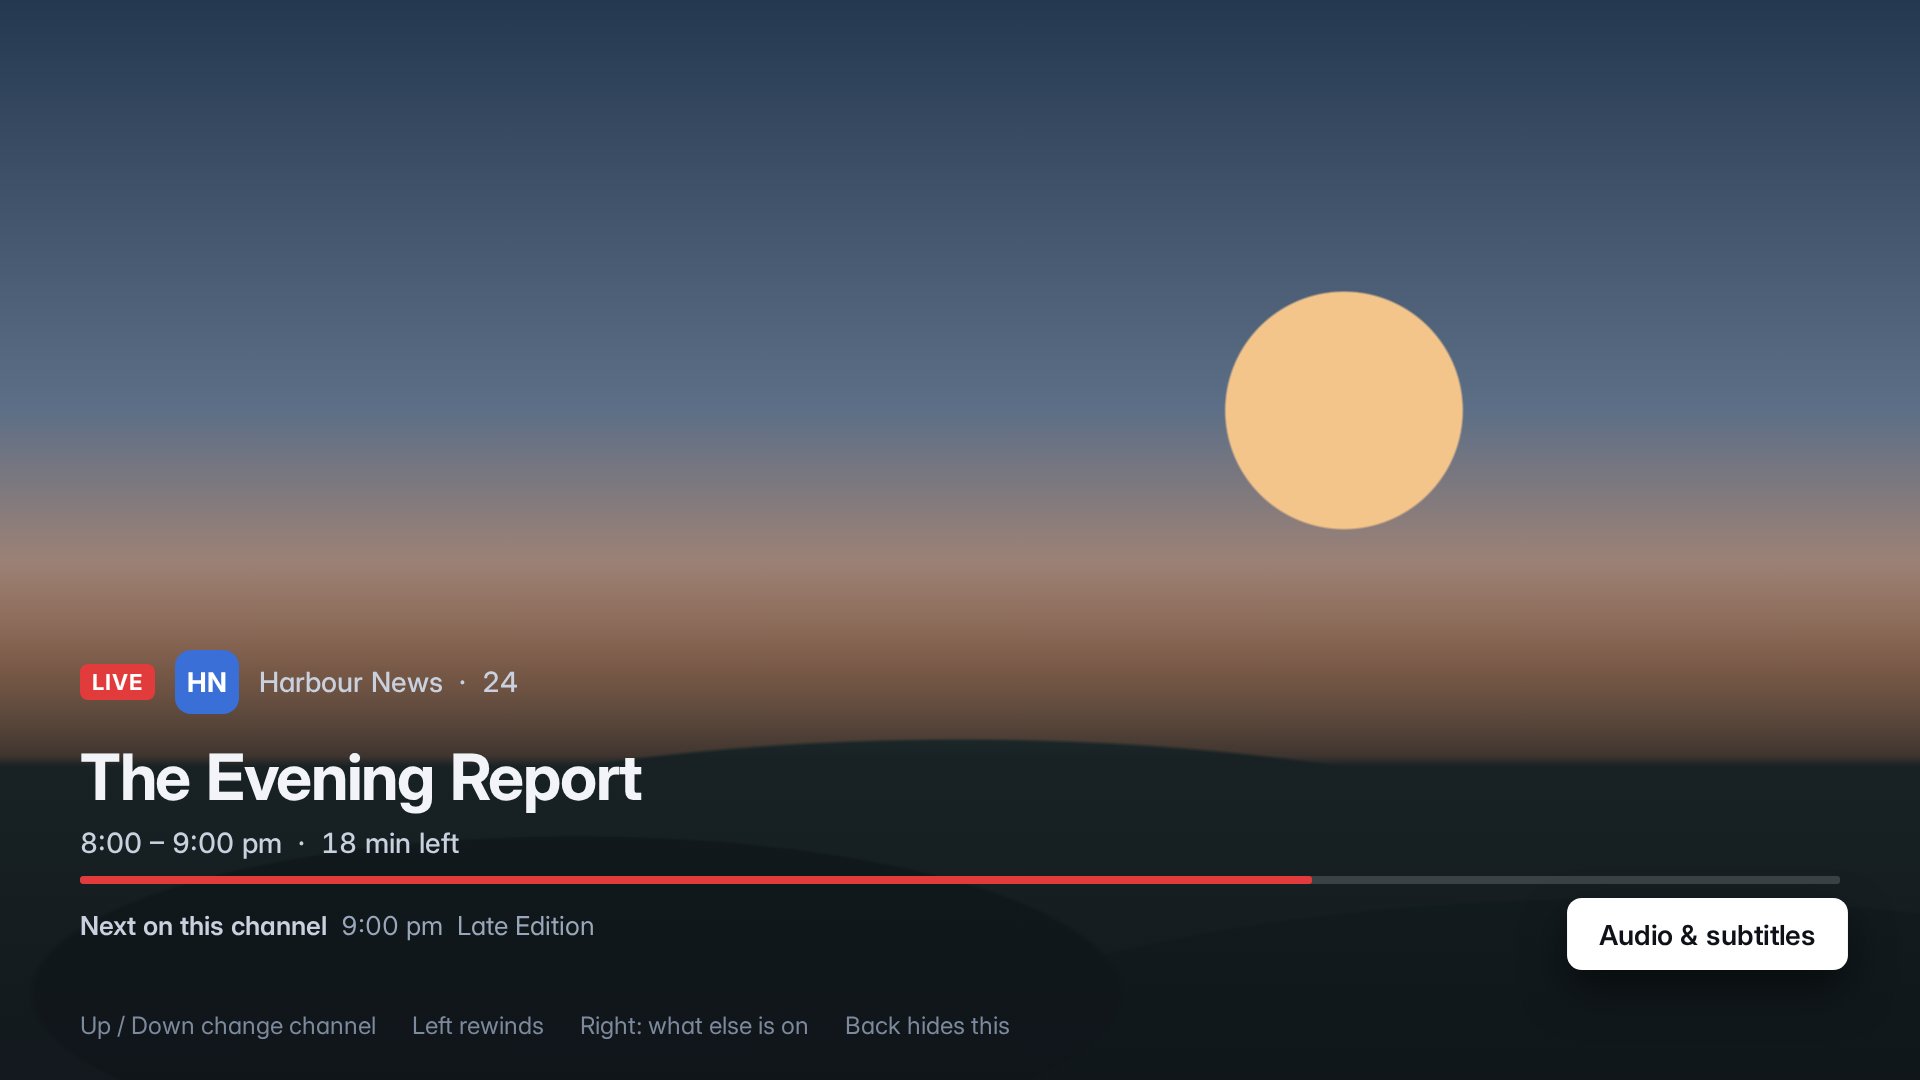 LIVE HN Harbour News · 24
The Evening Report
8:00 – 9:00 pm · 18 min left
Next on this channel 9:00 pm Late Edition
Audio & subtitles
Up / Down change channel Left rewinds Right: what else is on Back hides this